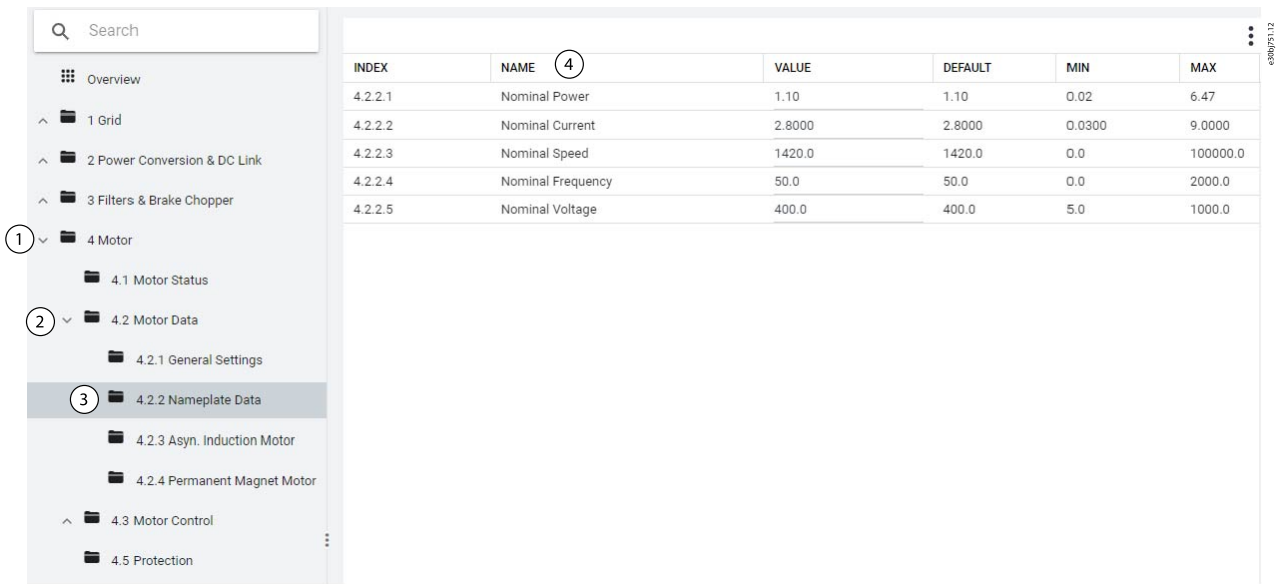 Search
Overview
1 Grid
2 Power Conversion & DC Link
3 Filters & Brake Chopper
1
4 Motor
4.1 Motor Status
2
4.2 Motor Data
4.2.1 General Settings
3
4.2.2 Nameplate Data
4.2.3 Asyn. Induction Motor
4.2.4 Permanent Magnet Motor
4.3 Motor Control
4.5 Protection
INDEX NAME 4 VALUE DEFAULT MIN MAX
4.2.2.1 Nominal Power 1.10 1.10 0.02 6.47
4.2.2.2 Nominal Current 2.8000 2.8000 0.0300 9.0000
4.2.2.3 Nominal Speed 1420.0 1420.0 0.0 100000.0
4.2.2.4 Nominal Frequency 50.0 50.0 0.0 2000.0
4.2.2.5 Nominal Voltage 400.0 400.0 5.0 1000.0
e30bj751.12